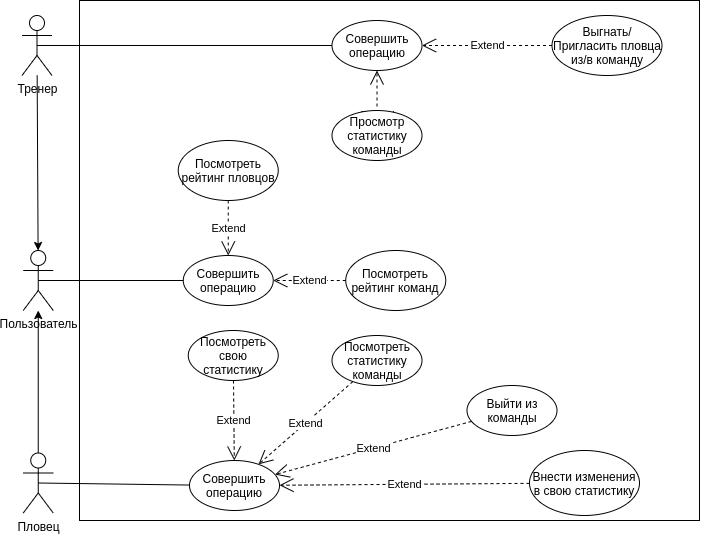 Тренер
Совершить
операцию
Extend
Выгнать/
Пригласить пловца
из/в команду
Просмотр
статистику
команды
Посмотреть
рейтинг пловцов
Extend
Пользователь
Совершить
операцию
Extend
Посмотреть
рейтинг команд
Посмотреть
свою
статистику
Посмотреть
статистику
команды
Extend
Extend
Выйти из
команды
Extend
Пловец
Совершить
операцию
Extend
Внести изменения
в свою статистику